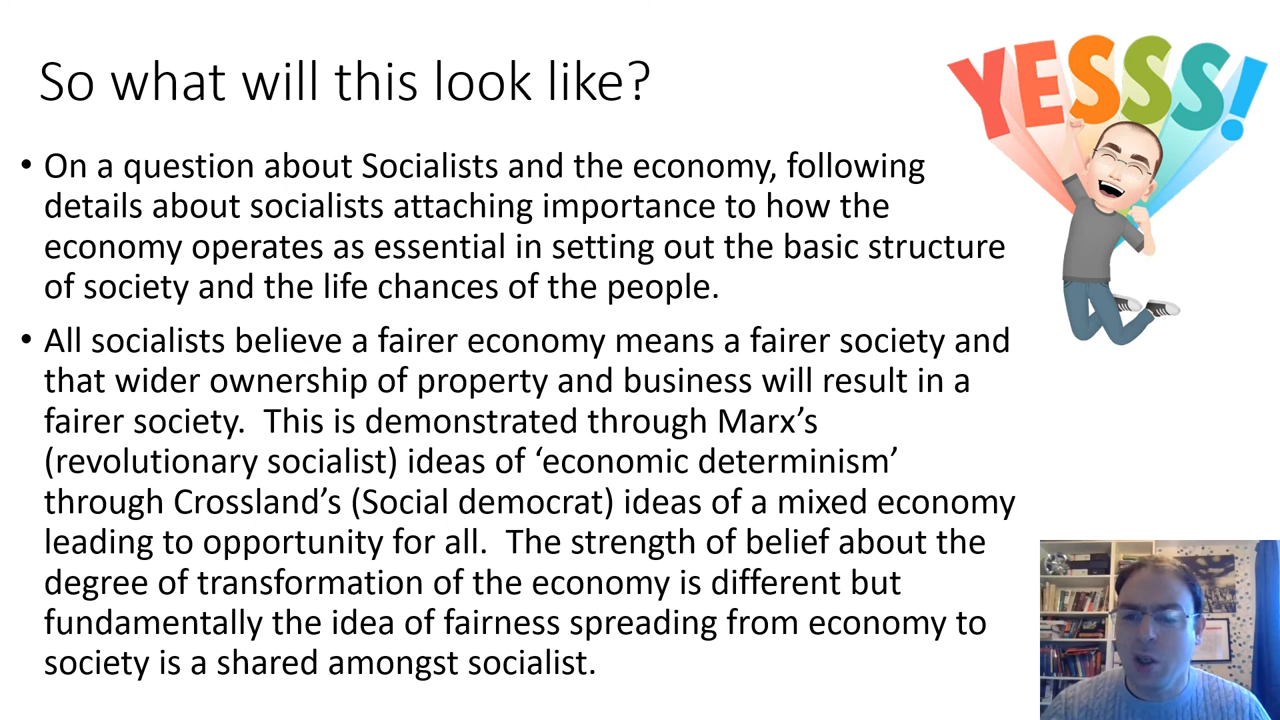 So what will this look like?
YESSS!
• On a question about Socialists and the economy, following
details about socialists attaching importance to how the
economy operates as essential in setting out the basic structure
of society and the life chances of the people.
• All socialists believe a fairer economy means a fairer society and
that wider ownership of property and business will result in a
fairer society.  This is demonstrated through Marx’s
(revolutionary socialist) ideas of ‘economic determinism’
through Crossland’s (Social democrat) ideas of a mixed economy
leading to opportunity for all.  The strength of belief about the
degree of transformation of the economy is different but
fundamentally the idea of fairness spreading from economy to
society is a shared amongst socialist.